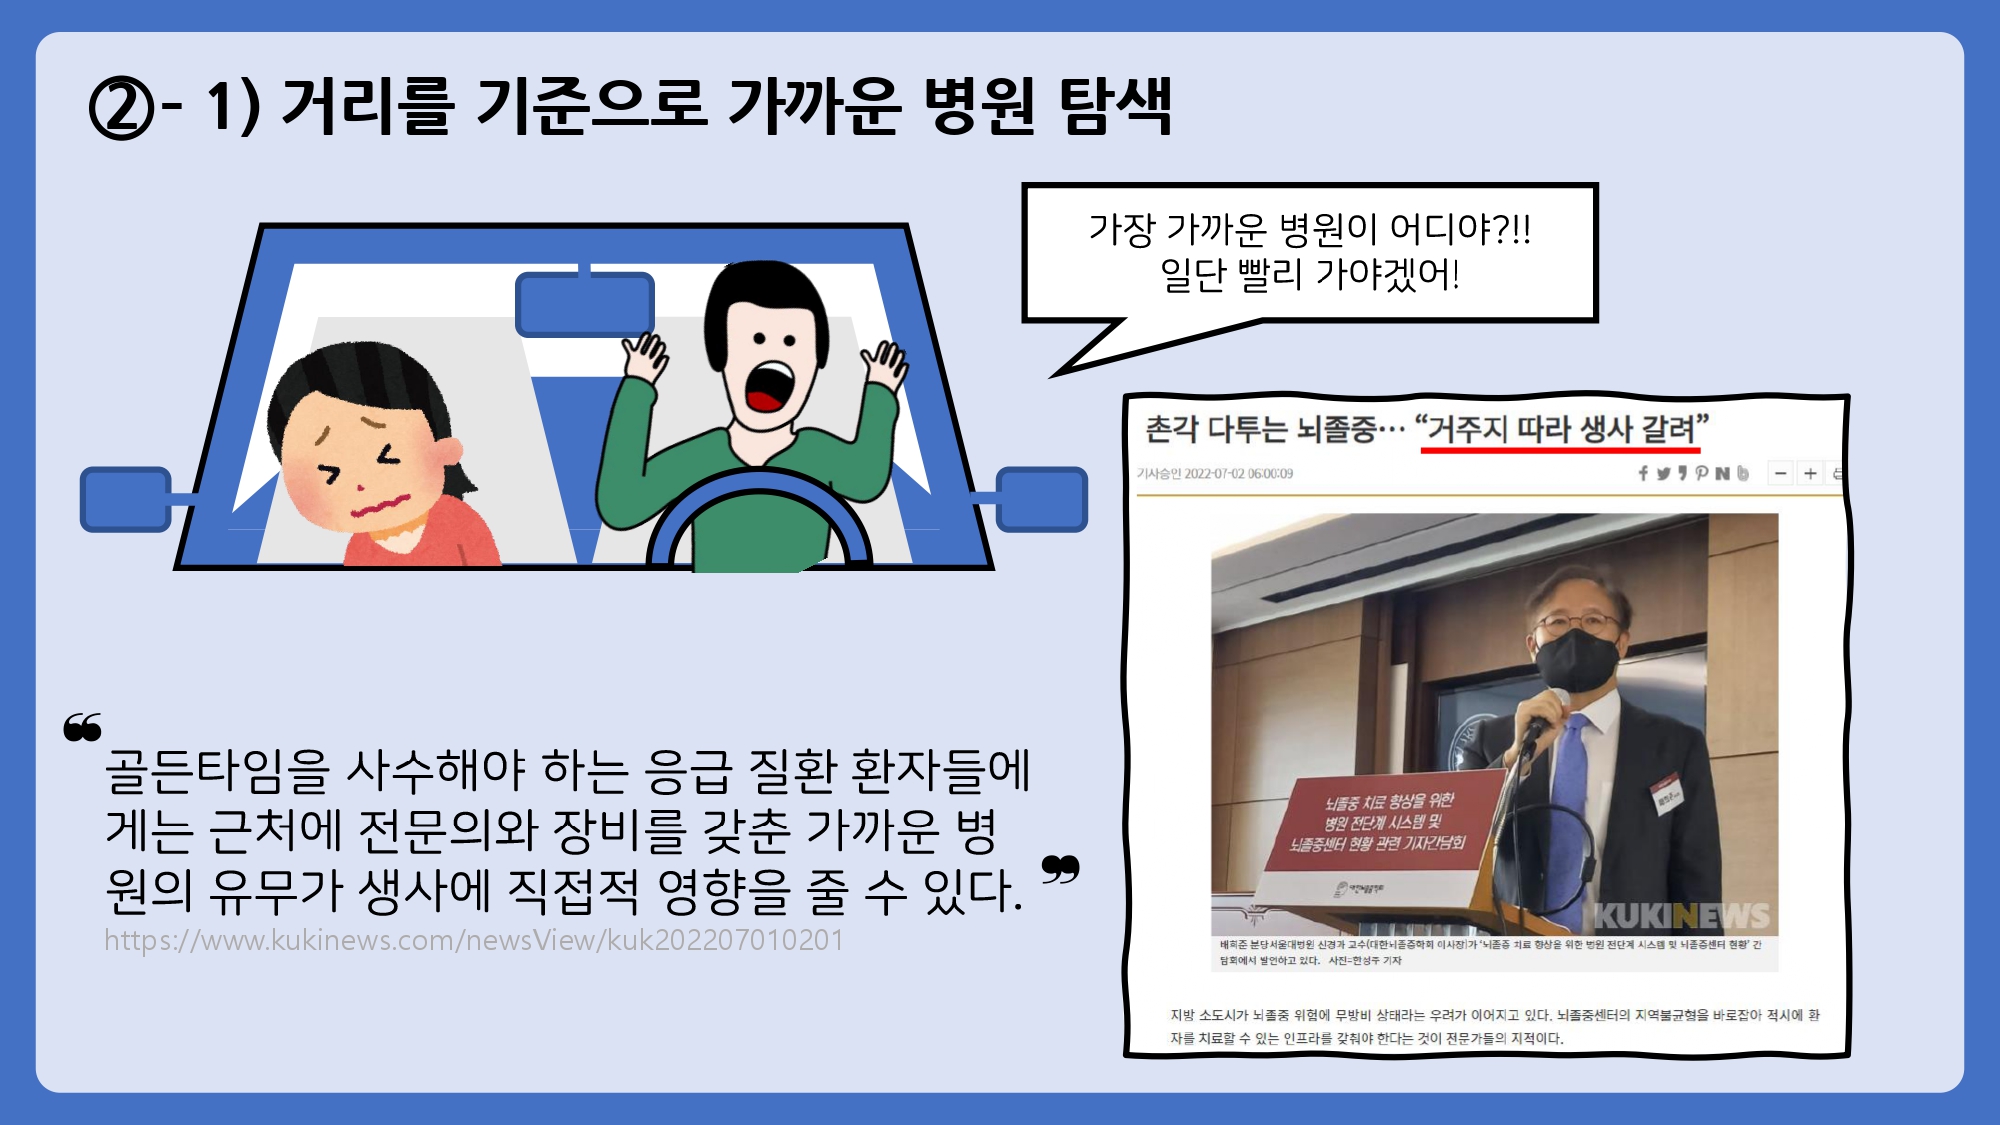 ②- 1) 거리를 기준으로 가까운 병원 탐색
가장 가까운 병원이 어디야?!!
일단 빨리 가야겠어!
촌각 다투는 뇌졸중… “거주지 따라 생사 갈려”
기사승인 2022-07-02 06:00:09
뇌졸중 치료 향상을 위한
병원 전단계 시스템 및
뇌졸중센터 현황 관련 기자간담회
대한뇌졸중학회
KUKINEWS
배희준 분당서울대병원 신경과 교수(대한뇌졸중학회 이사장)가 ‘뇌졸중 치료 향상을 위한 병원 전단계 시스템 및 뇌졸중센터 현황’ 간
담회에서 발언하고 있다. 사진=한성주 기자
지방 소도시가 뇌졸중 위험에 무방비 상태라는 우려가 이어지고 있다. 뇌졸중센터의 지역불균형을 바로잡아 적시에 환
자를 치료할 수 있는 인프라를 갖춰야 한다는 것이 전문가들의 지적이다.
❝
골든타임을 사수해야 하는 응급 질환 환자들에
게는 근처에 전문의와 장비를 갖춘 가까운 병
원의 유무가 생사에 직접적 영향을 줄 수 있다. ❞
https://www.kukinews.com/newsView/kuk202207010201